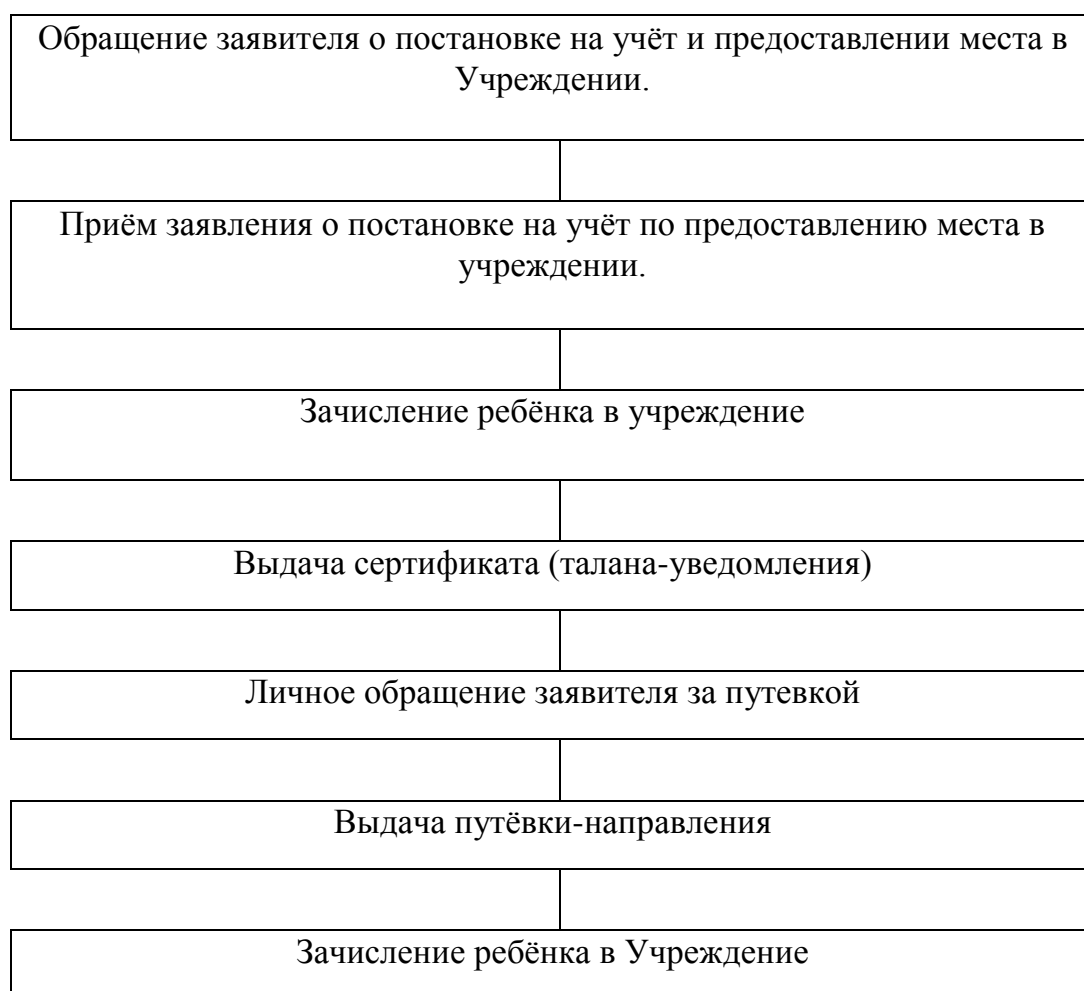 Обращение заявителя о постановке на учёт и предоставлении места в
Учреждении.
Приём заявления о постановке на учёт по предоставлению места в
учреждении.
Зачисление ребёнка в учреждение
Выдача сертификата (талана-уведомления)
Личное обращение заявителя за путевкой
Выдача путёвки-направления
Зачисление ребёнка в Учреждение